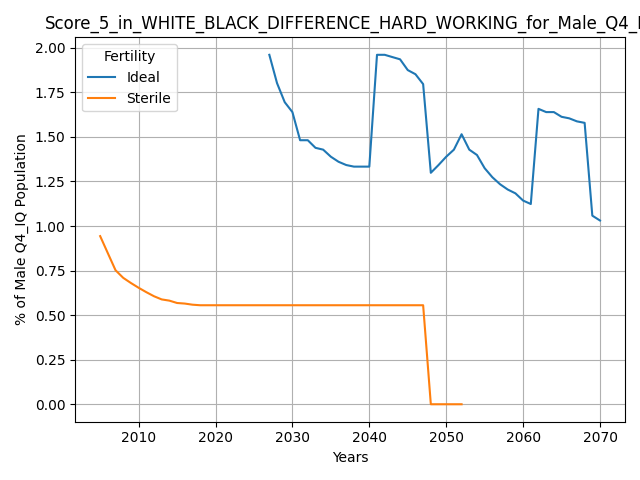 Score_5_in_WHITE_BLACK_DIFFERENCE_HARD_WORKING_for_Male_Q4_I
Fertility
Ideal
Sterile
% of Male Q4_IQ Population
2.00
1.75
1.50
1.25
1.00
0.75
0.50
0.25
0.00
2010 2020 2030 2040 2050 2060 2070
Years